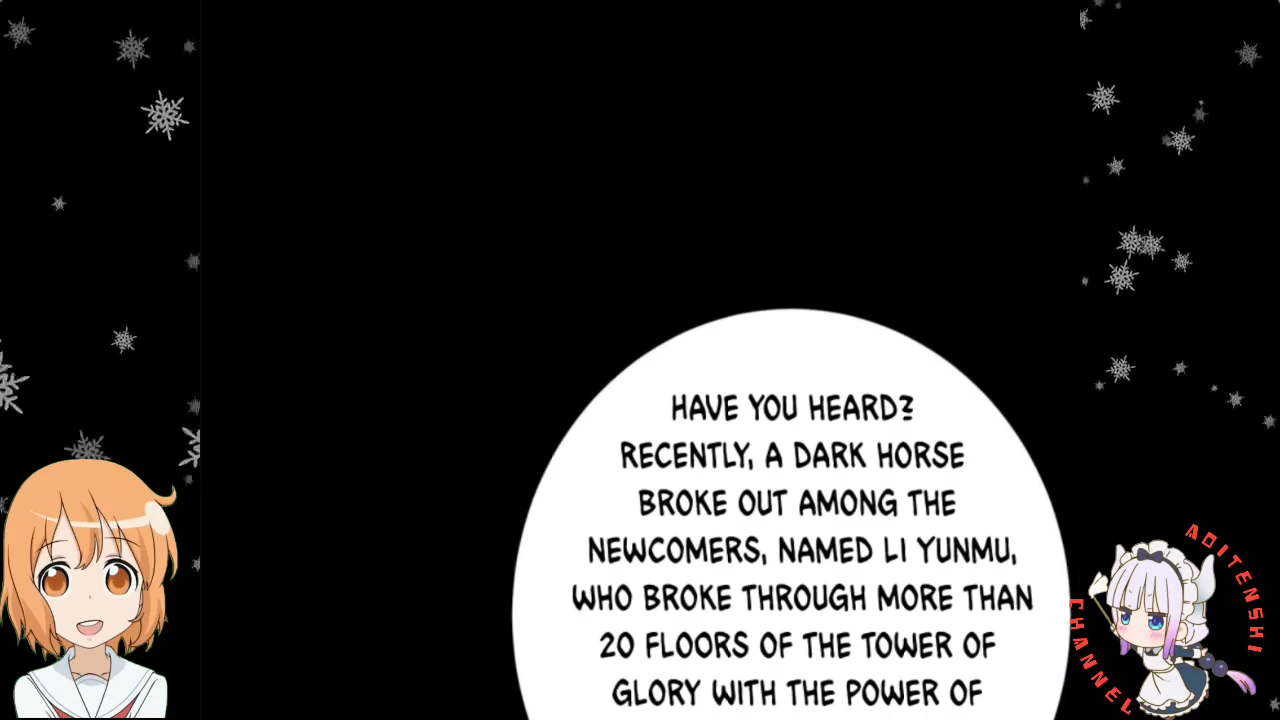 HAVE YOU HEARD?
RECENTLY, A DARK HORSE
BROKE OUT AMONG THE
NEWCOMERS, NAMED LI YUNMU,
WHO BROKE THROUGH MORE THAN
20 FLOORS OF THE TOWER OF
GLORY WITH THE POWER OF
ADITENSHI
CHANNEL